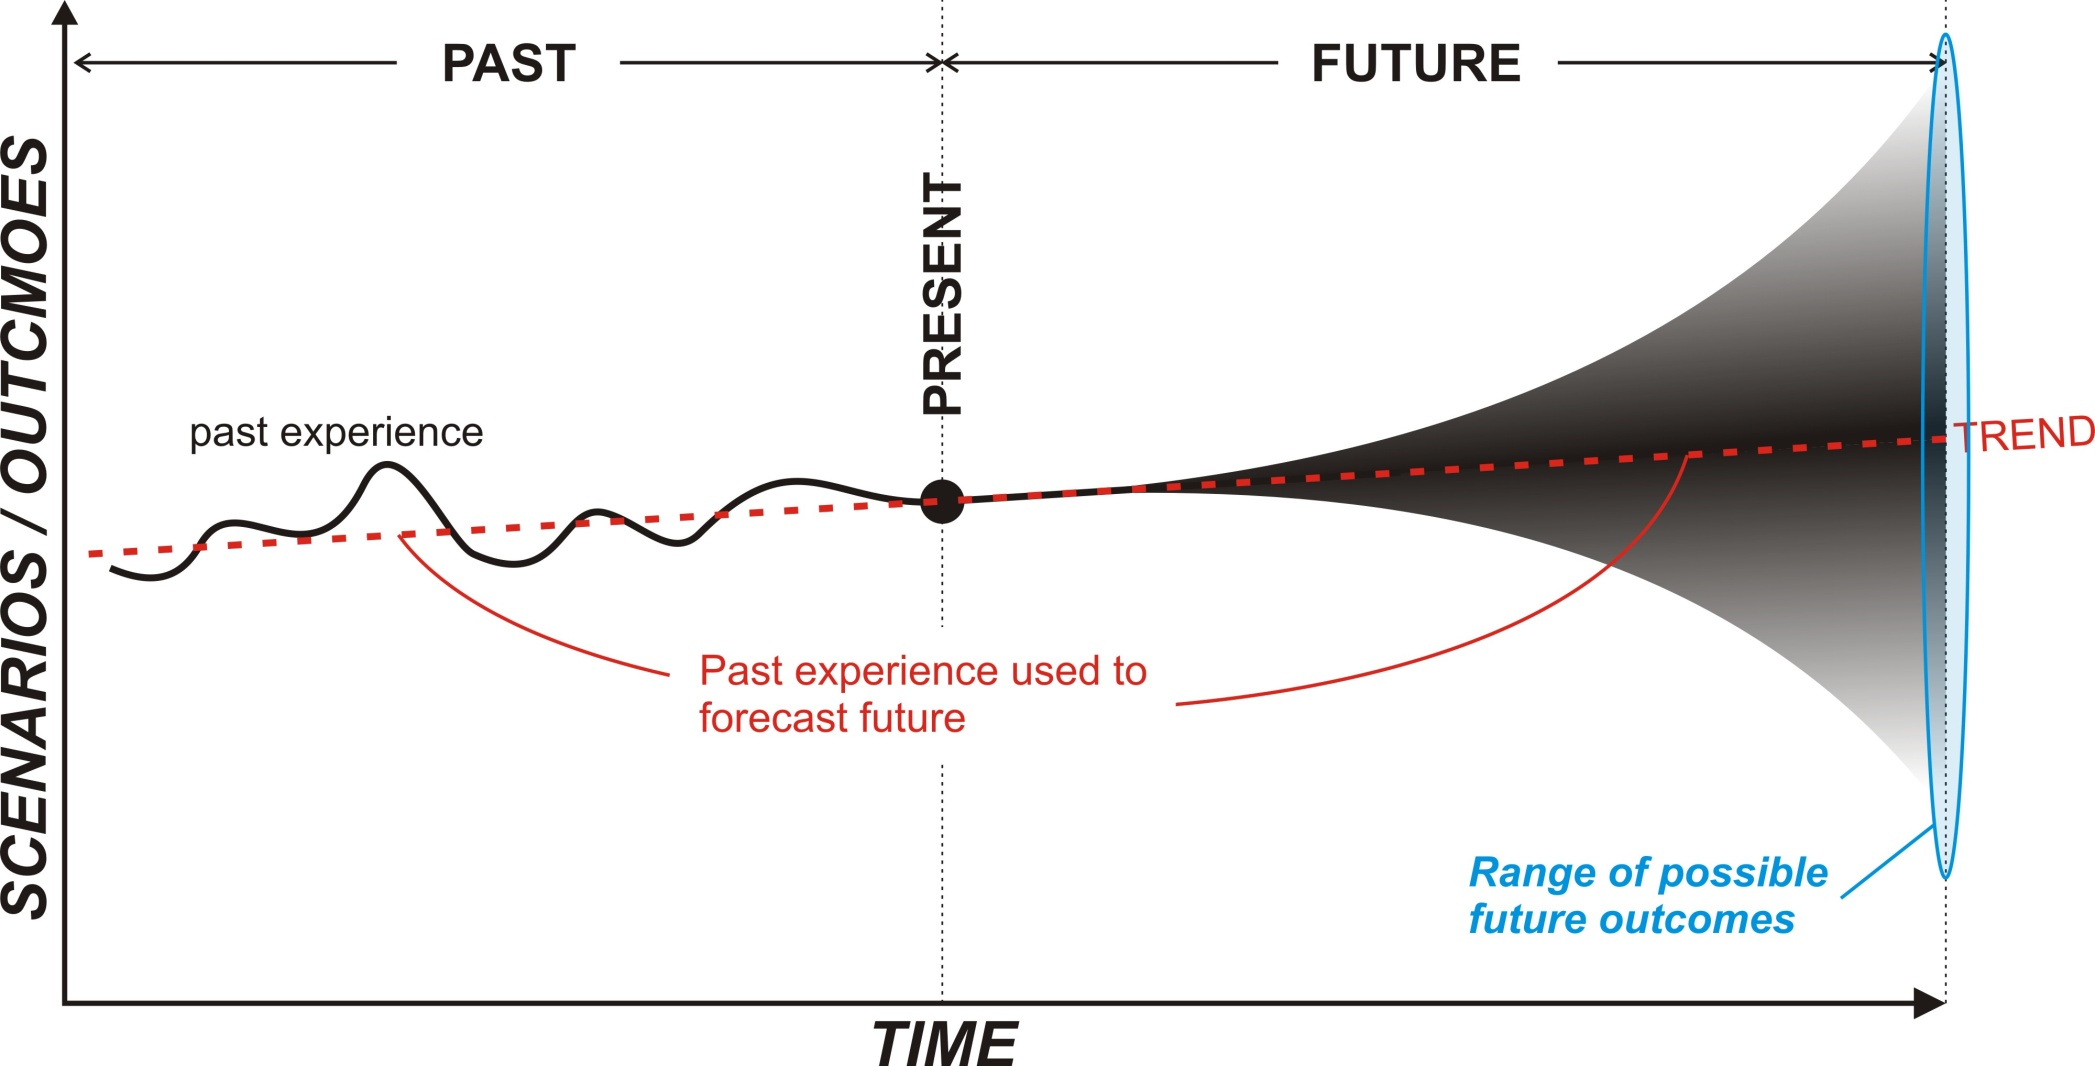 PAST
FUTURE
PRESENT
SCENARIOS / OUTCMOES
past experience
TREND
Past experience used to
forecast future
Range of possible
future outcomes
TIME